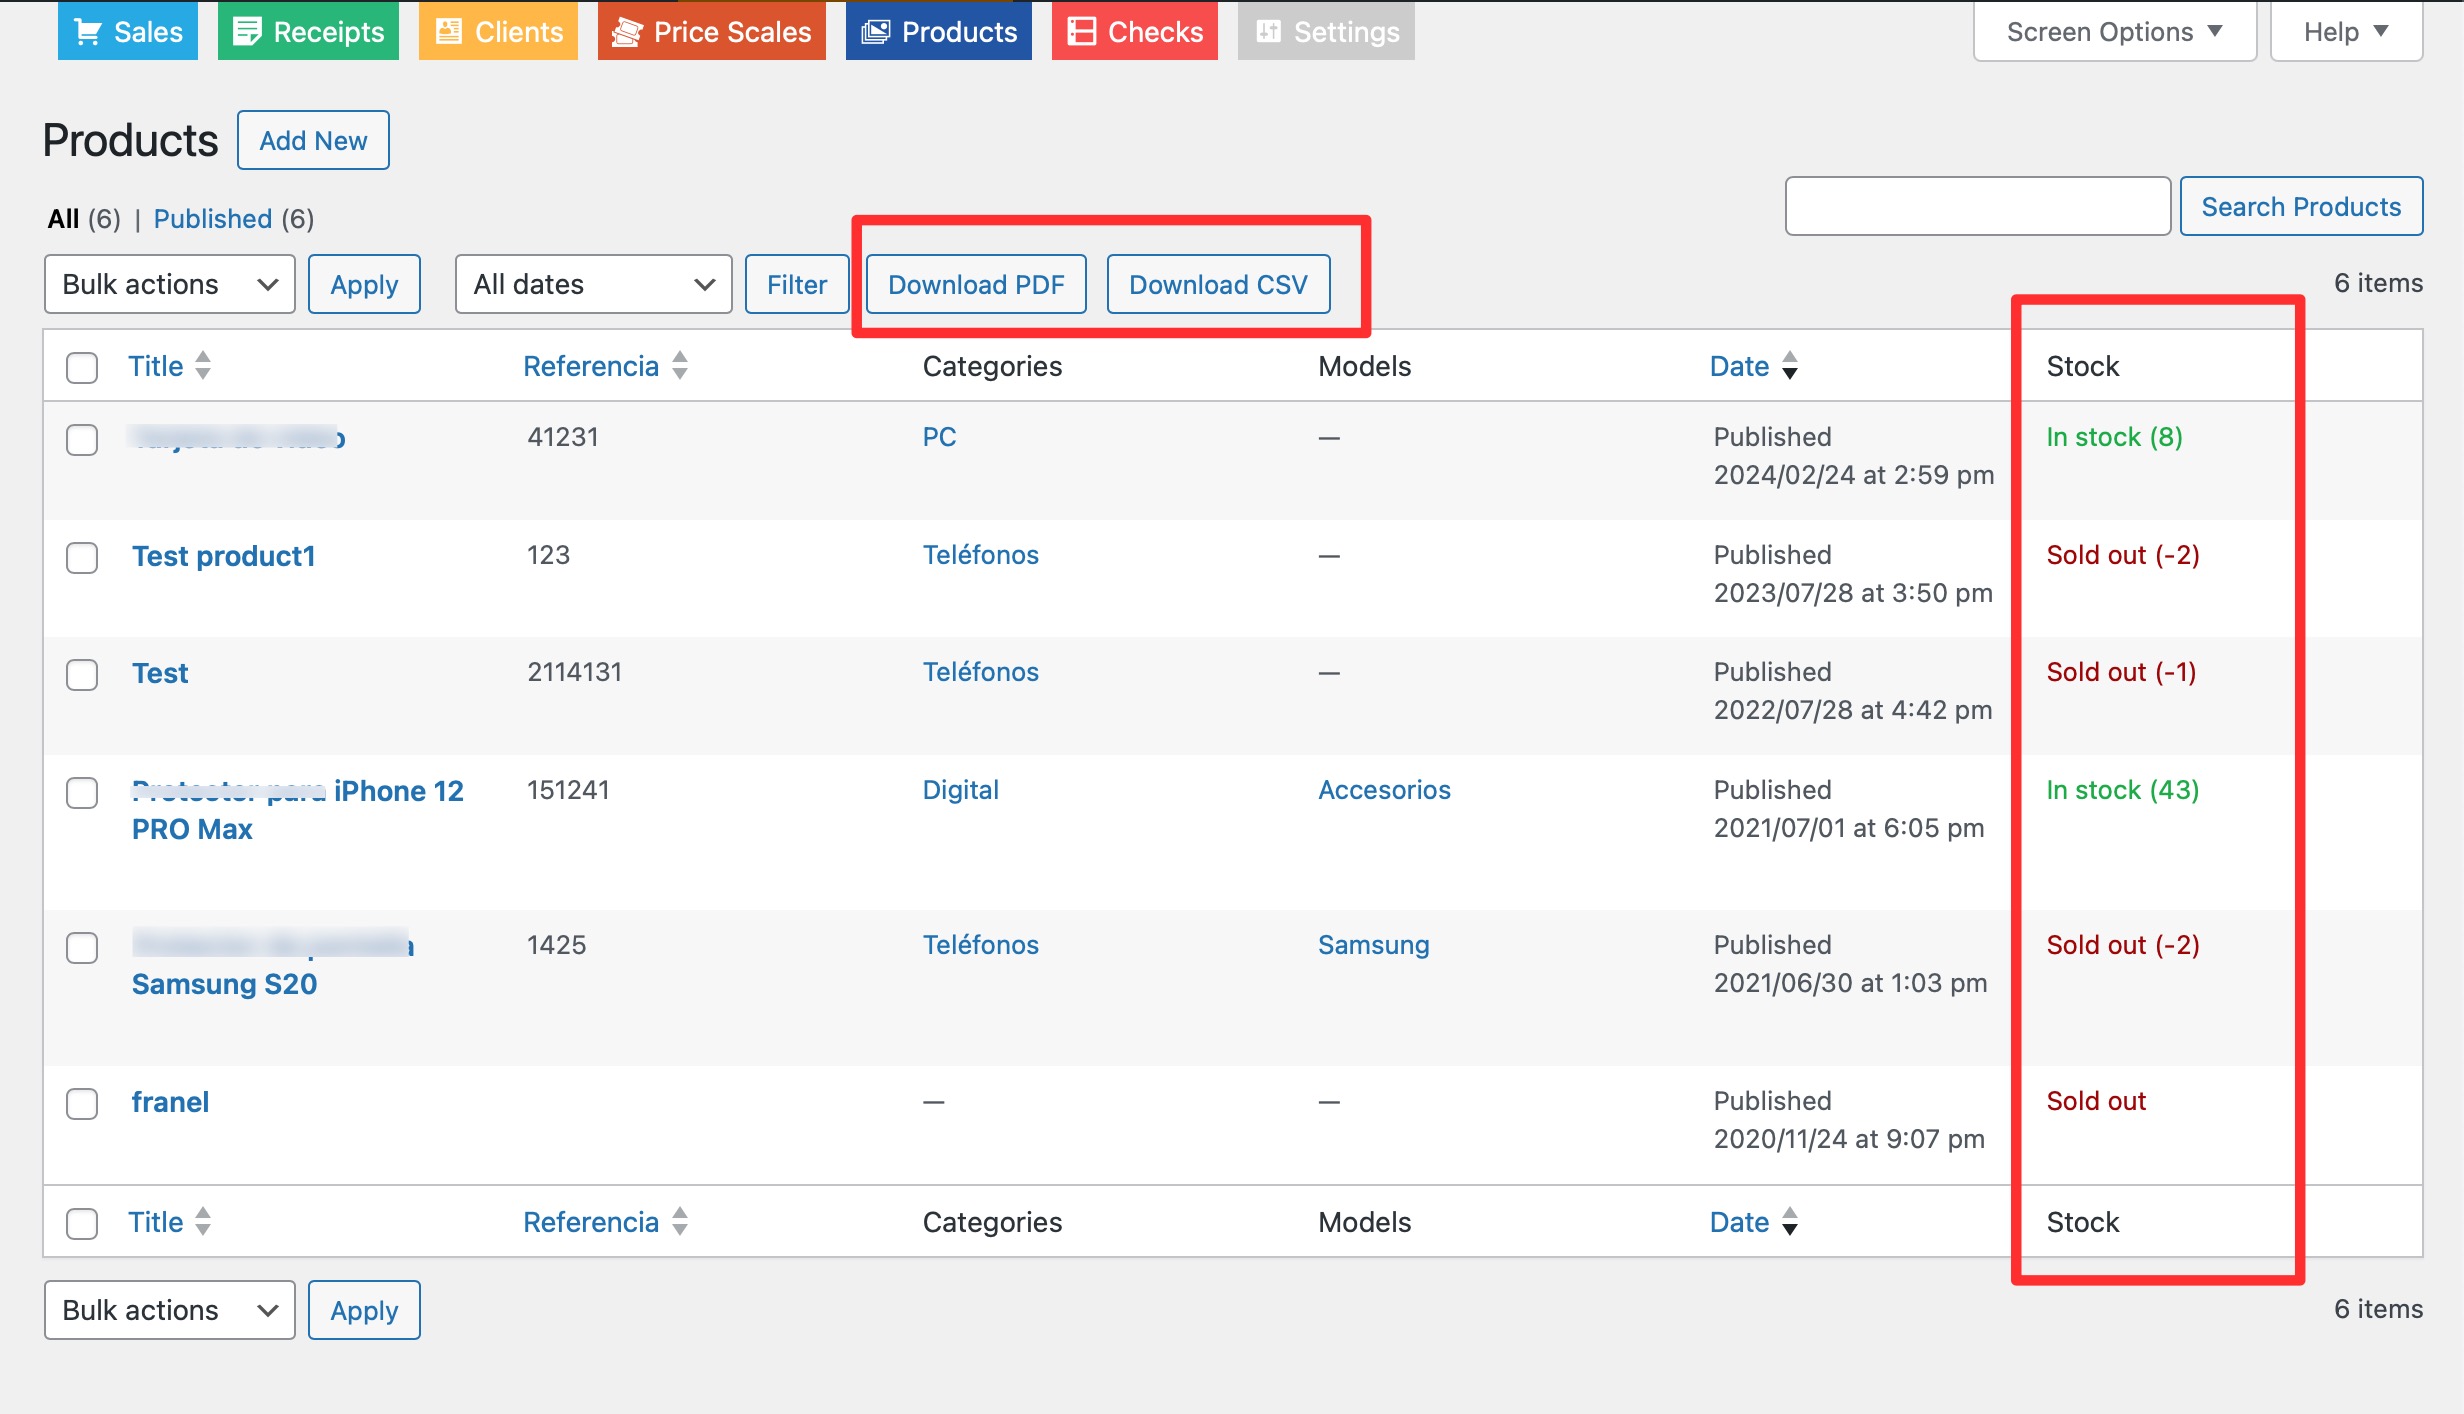 Sales Receipts Clients Price Scales Products Checks Settings Screen Options Help
Products Add New
Search Products
All (6) | Published (6)
Bulk actions Apply All dates Filter Download PDF Download CSV 6 items
Title Referencia Categories Models Date Stock
41231 PC — Published In stock (8)
2024/02/24 at 2:59 pm
Test product1 123 Teléfonos — Published Sold out (-2)
2023/07/28 at 3:50 pm
Test 2114131 Teléfonos — Published Sold out (-1)
2022/07/28 at 4:42 pm
iPhone 12 151241 Digital Accesorios Published In stock (43)
PRO Max 2021/07/01 at 6:05 pm
1425 Teléfonos Samsung Published Sold out (-2)
Samsung S20 2021/06/30 at 1:03 pm
franel — — Published Sold out
2020/11/24 at 9:07 pm
Title Referencia Categories Models Date Stock
Bulk actions Apply 6 items